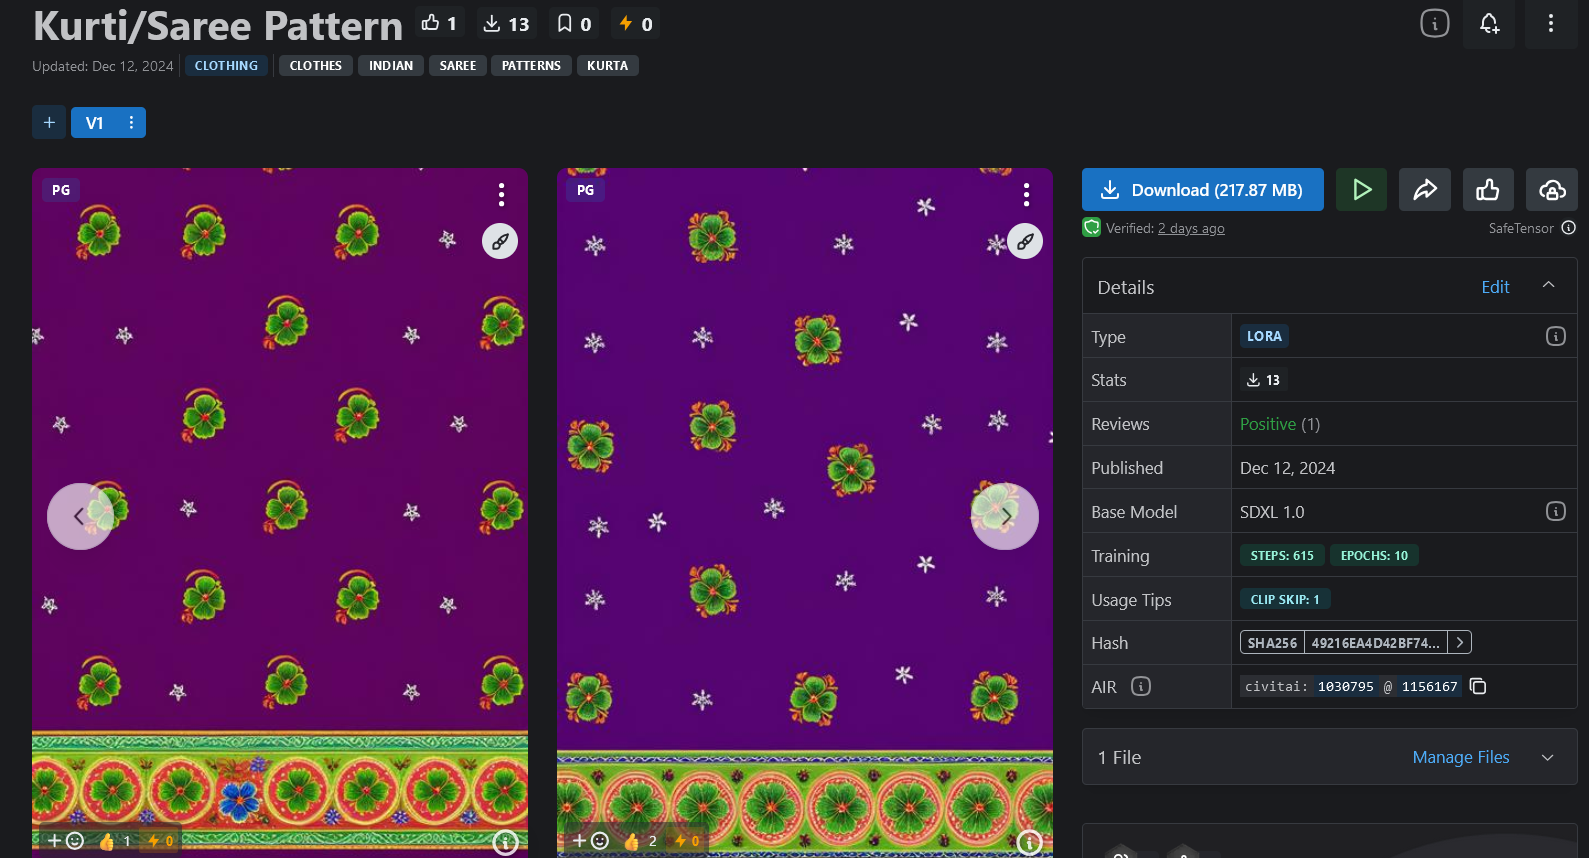 Kurti/Saree Pattern 1 13 0 0
Updated: Dec 12, 2024 CLOTHING CLOTHES INDIAN SAREE PATTERNS KURTA
+ V1
PG
1 0
PG
2 0
Download (217.87 MB)
Verified: 2 days ago SafeTensor
Details Edit
Type LORA
Stats 13
Reviews Positive (1)
Published Dec 12, 2024
Base Model SDXL 1.0
Training STEPS: 615 EPOCHS: 10
Usage Tips CLIP SKIP: 1
Hash SHA256 49216EA4D42BF74...
AIR civitai: 1030795 @ 1156167
1 File Manage Files